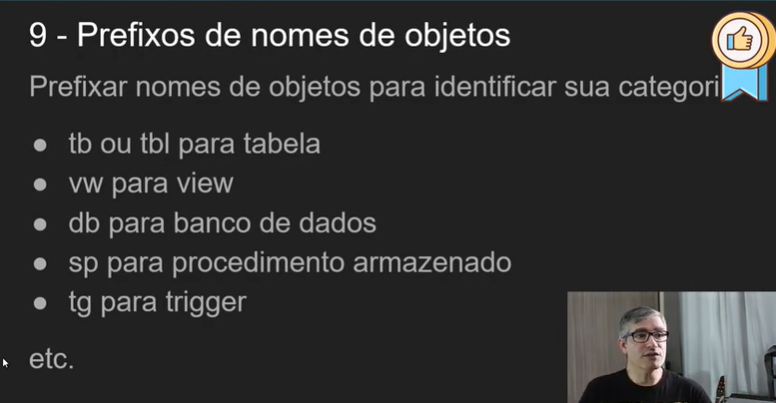 9 - Prefixos de nomes de objetos
Prefixar nomes de objetos para identificar sua categori
● tb ou tbl para tabela
● vw para view
● db para banco de dados
● sp para procedimento armazenado
● tg para trigger
etc.